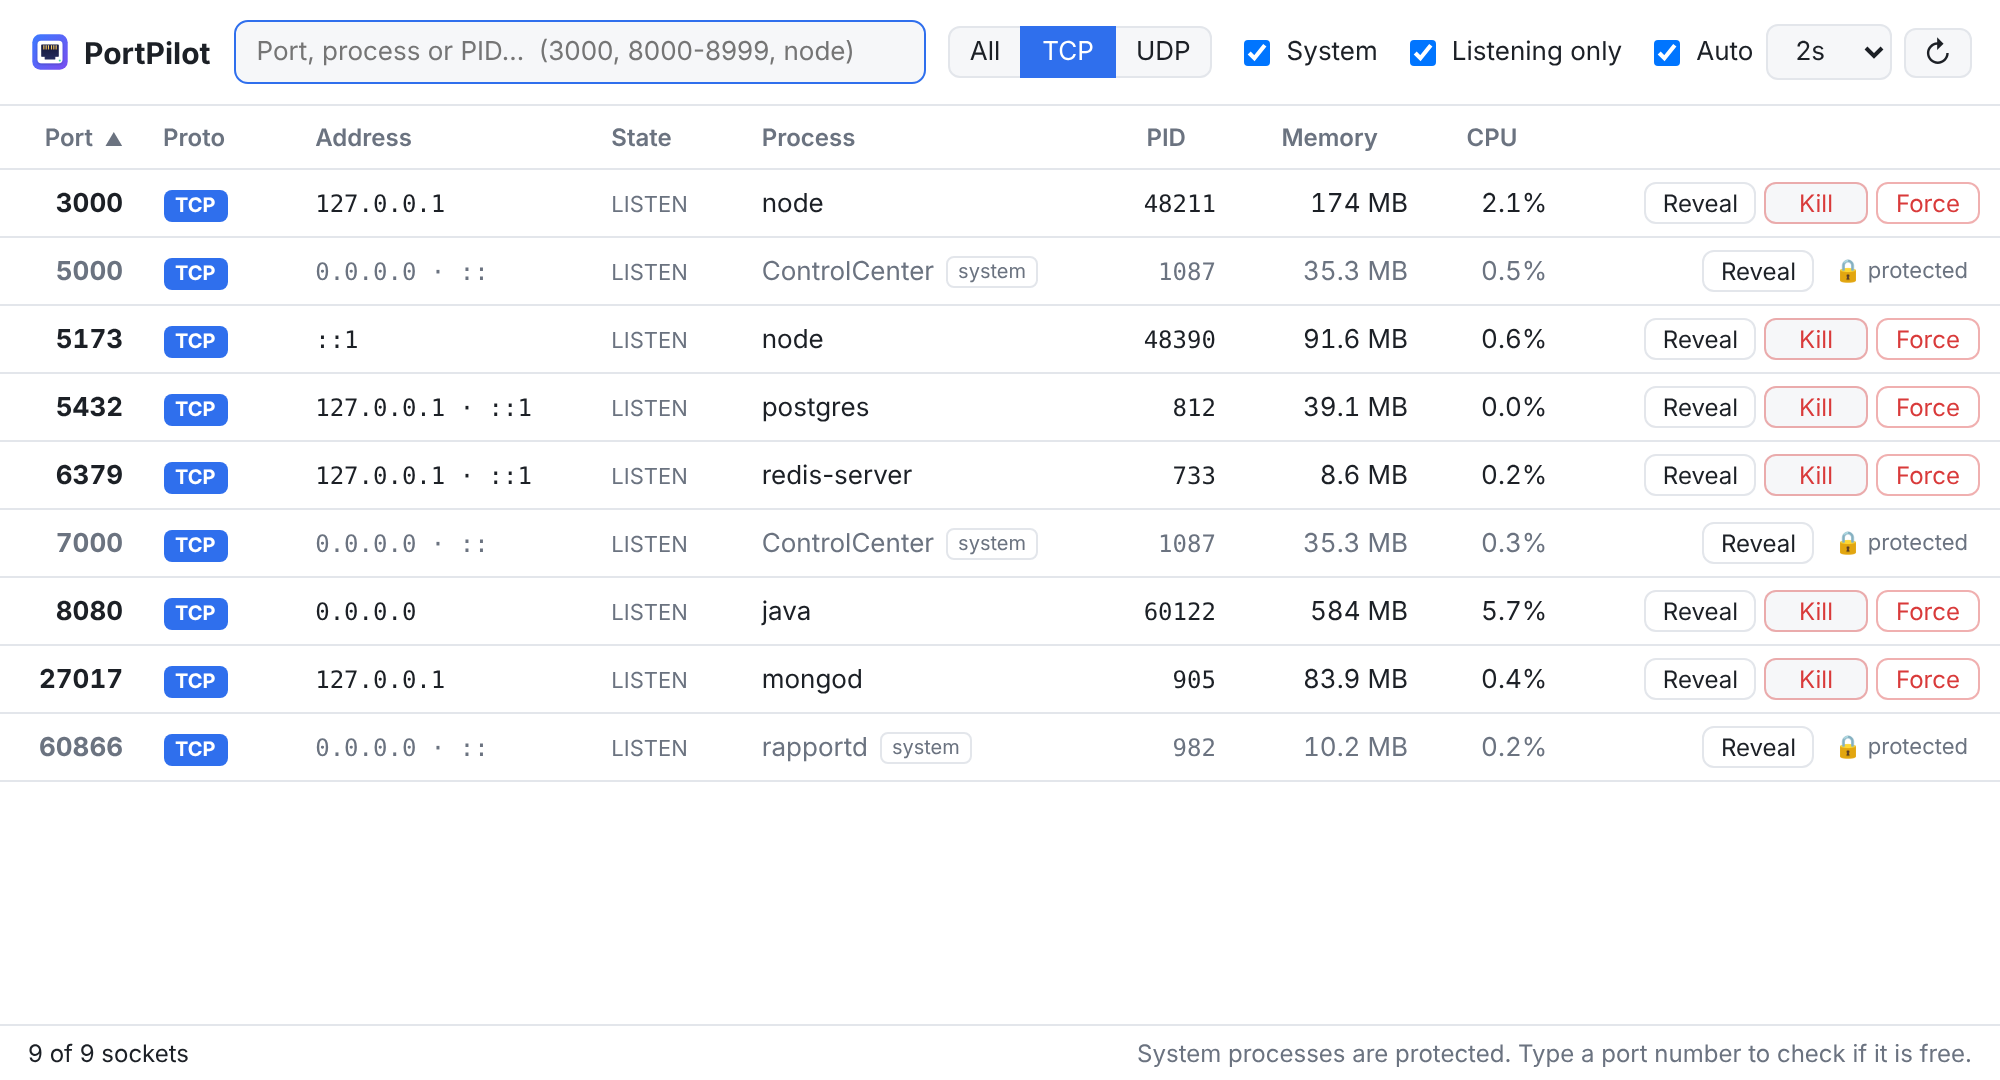 PortPilot Port, process or PID... (3000, 8000-8999, node) All TCP UDP System Listening only Auto 2s
Port ▲ Proto Address State Process PID Memory CPU
3000 TCP 127.0.0.1 LISTEN node 48211 174 MB 2.1% Reveal Kill Force
5000 TCP 0.0.0.0 · :: LISTEN ControlCenter system 1087 35.3 MB 0.5% Reveal 🔒 protected
5173 TCP ::1 LISTEN node 48390 91.6 MB 0.6% Reveal Kill Force
5432 TCP 127.0.0.1 · ::1 LISTEN postgres 812 39.1 MB 0.0% Reveal Kill Force
6379 TCP 127.0.0.1 · ::1 LISTEN redis-server 733 8.6 MB 0.2% Reveal Kill Force
7000 TCP 0.0.0.0 · :: LISTEN ControlCenter system 1087 35.3 MB 0.3% Reveal 🔒 protected
8080 TCP 0.0.0.0 LISTEN java 60122 584 MB 5.7% Reveal Kill Force
27017 TCP 127.0.0.1 LISTEN mongod 905 83.9 MB 0.4% Reveal Kill Force
60866 TCP 0.0.0.0 · :: LISTEN rapportd system 982 10.2 MB 0.2% Reveal 🔒 protected
9 of 9 sockets System processes are protected. Type a port number to check if it is free.